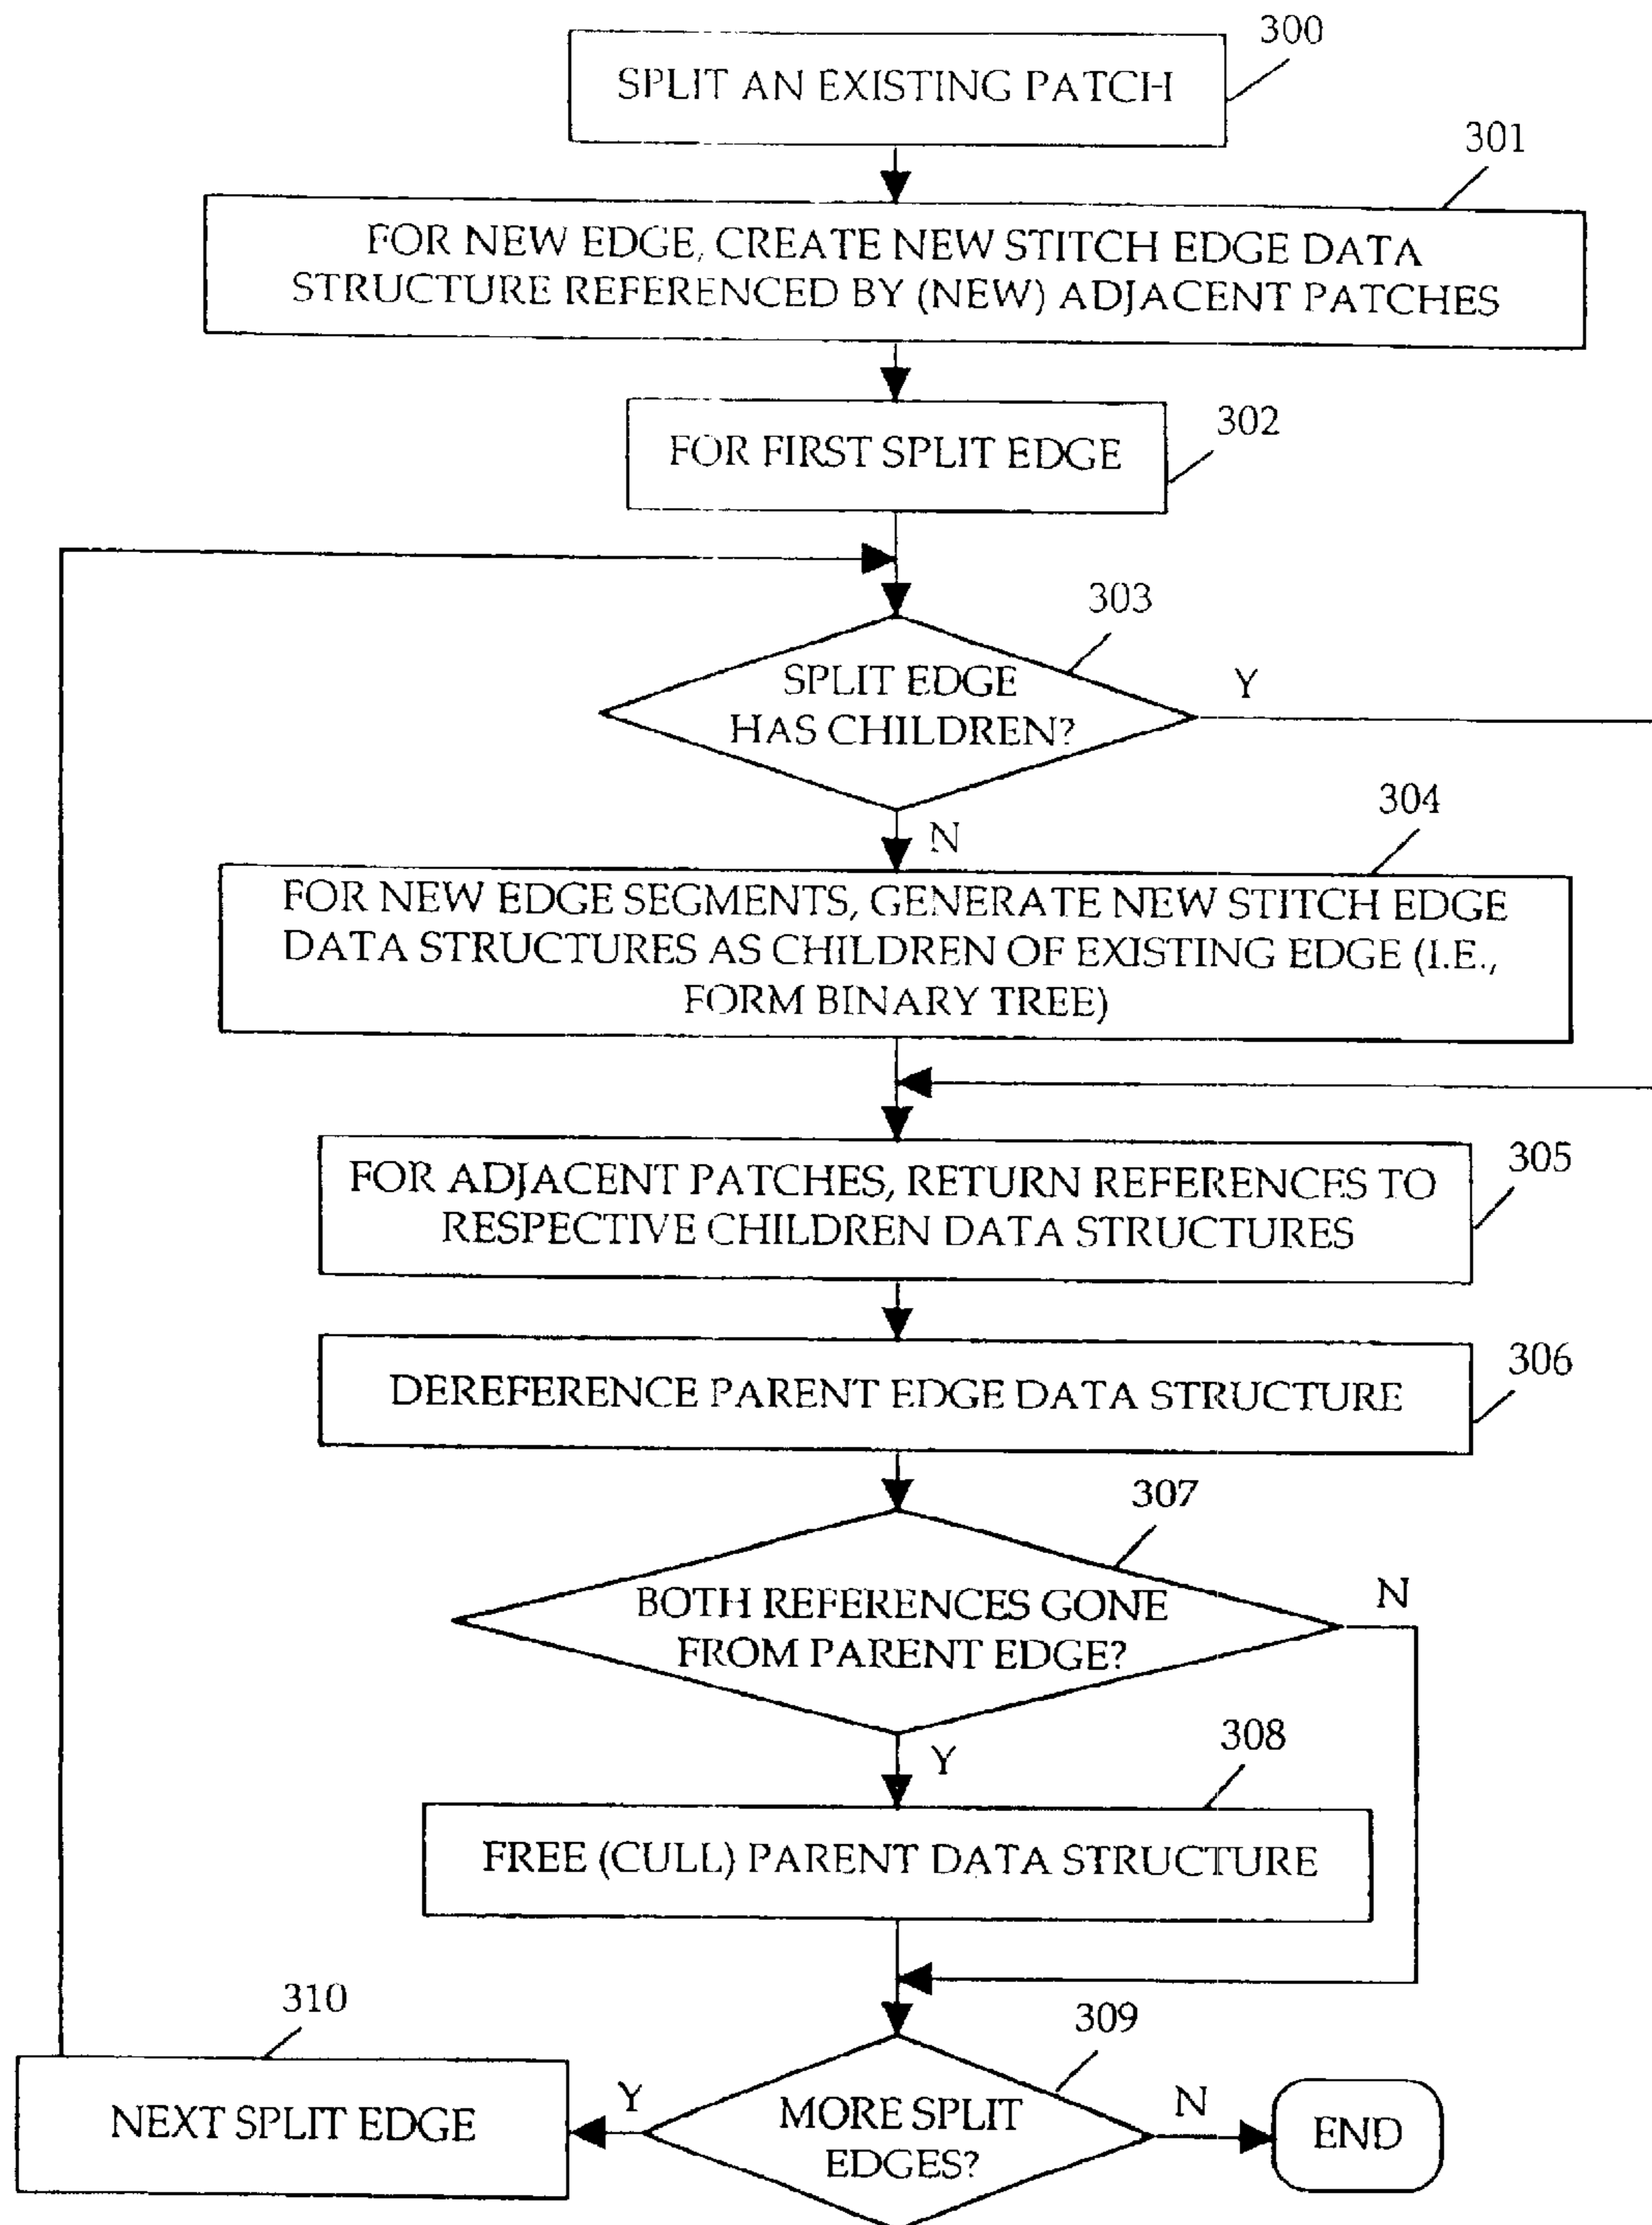 300
SPLIT AN EXISTING PATCH
301
FOR NEW EDGE, CREATE NEW STITCH EDGE DATA
STRUCTURE REFERENCED BY (NEW) ADJACENT PATCHES
302
FOR FIRST SPLIT EDGE
303
SPLIT EDGE
HAS CHILDREN?
Y
N
304
FOR NEW EDGE SEGMENTS, GENERATE NEW STITCH EDGE
DATA STRUCTURES AS CHILDREN OF EXISTING EDGE (I.E.,
FORM BINARY TREE)
305
FOR ADJACENT PATCHES, RETURN REFERENCES TO
RESPECTIVE CHILDREN DATA STRUCTURES
306
DEREFERENCE PARENT EDGE DATA STRUCTURE
307
BOTH REFERENCES GONE
FROM PARENT EDGE?
N
Y
308
FREE (CULL) PARENT DATA STRUCTURE
309
310
MORE SPLIT
EDGES?
Y
N
NEXT SPLIT EDGE
END